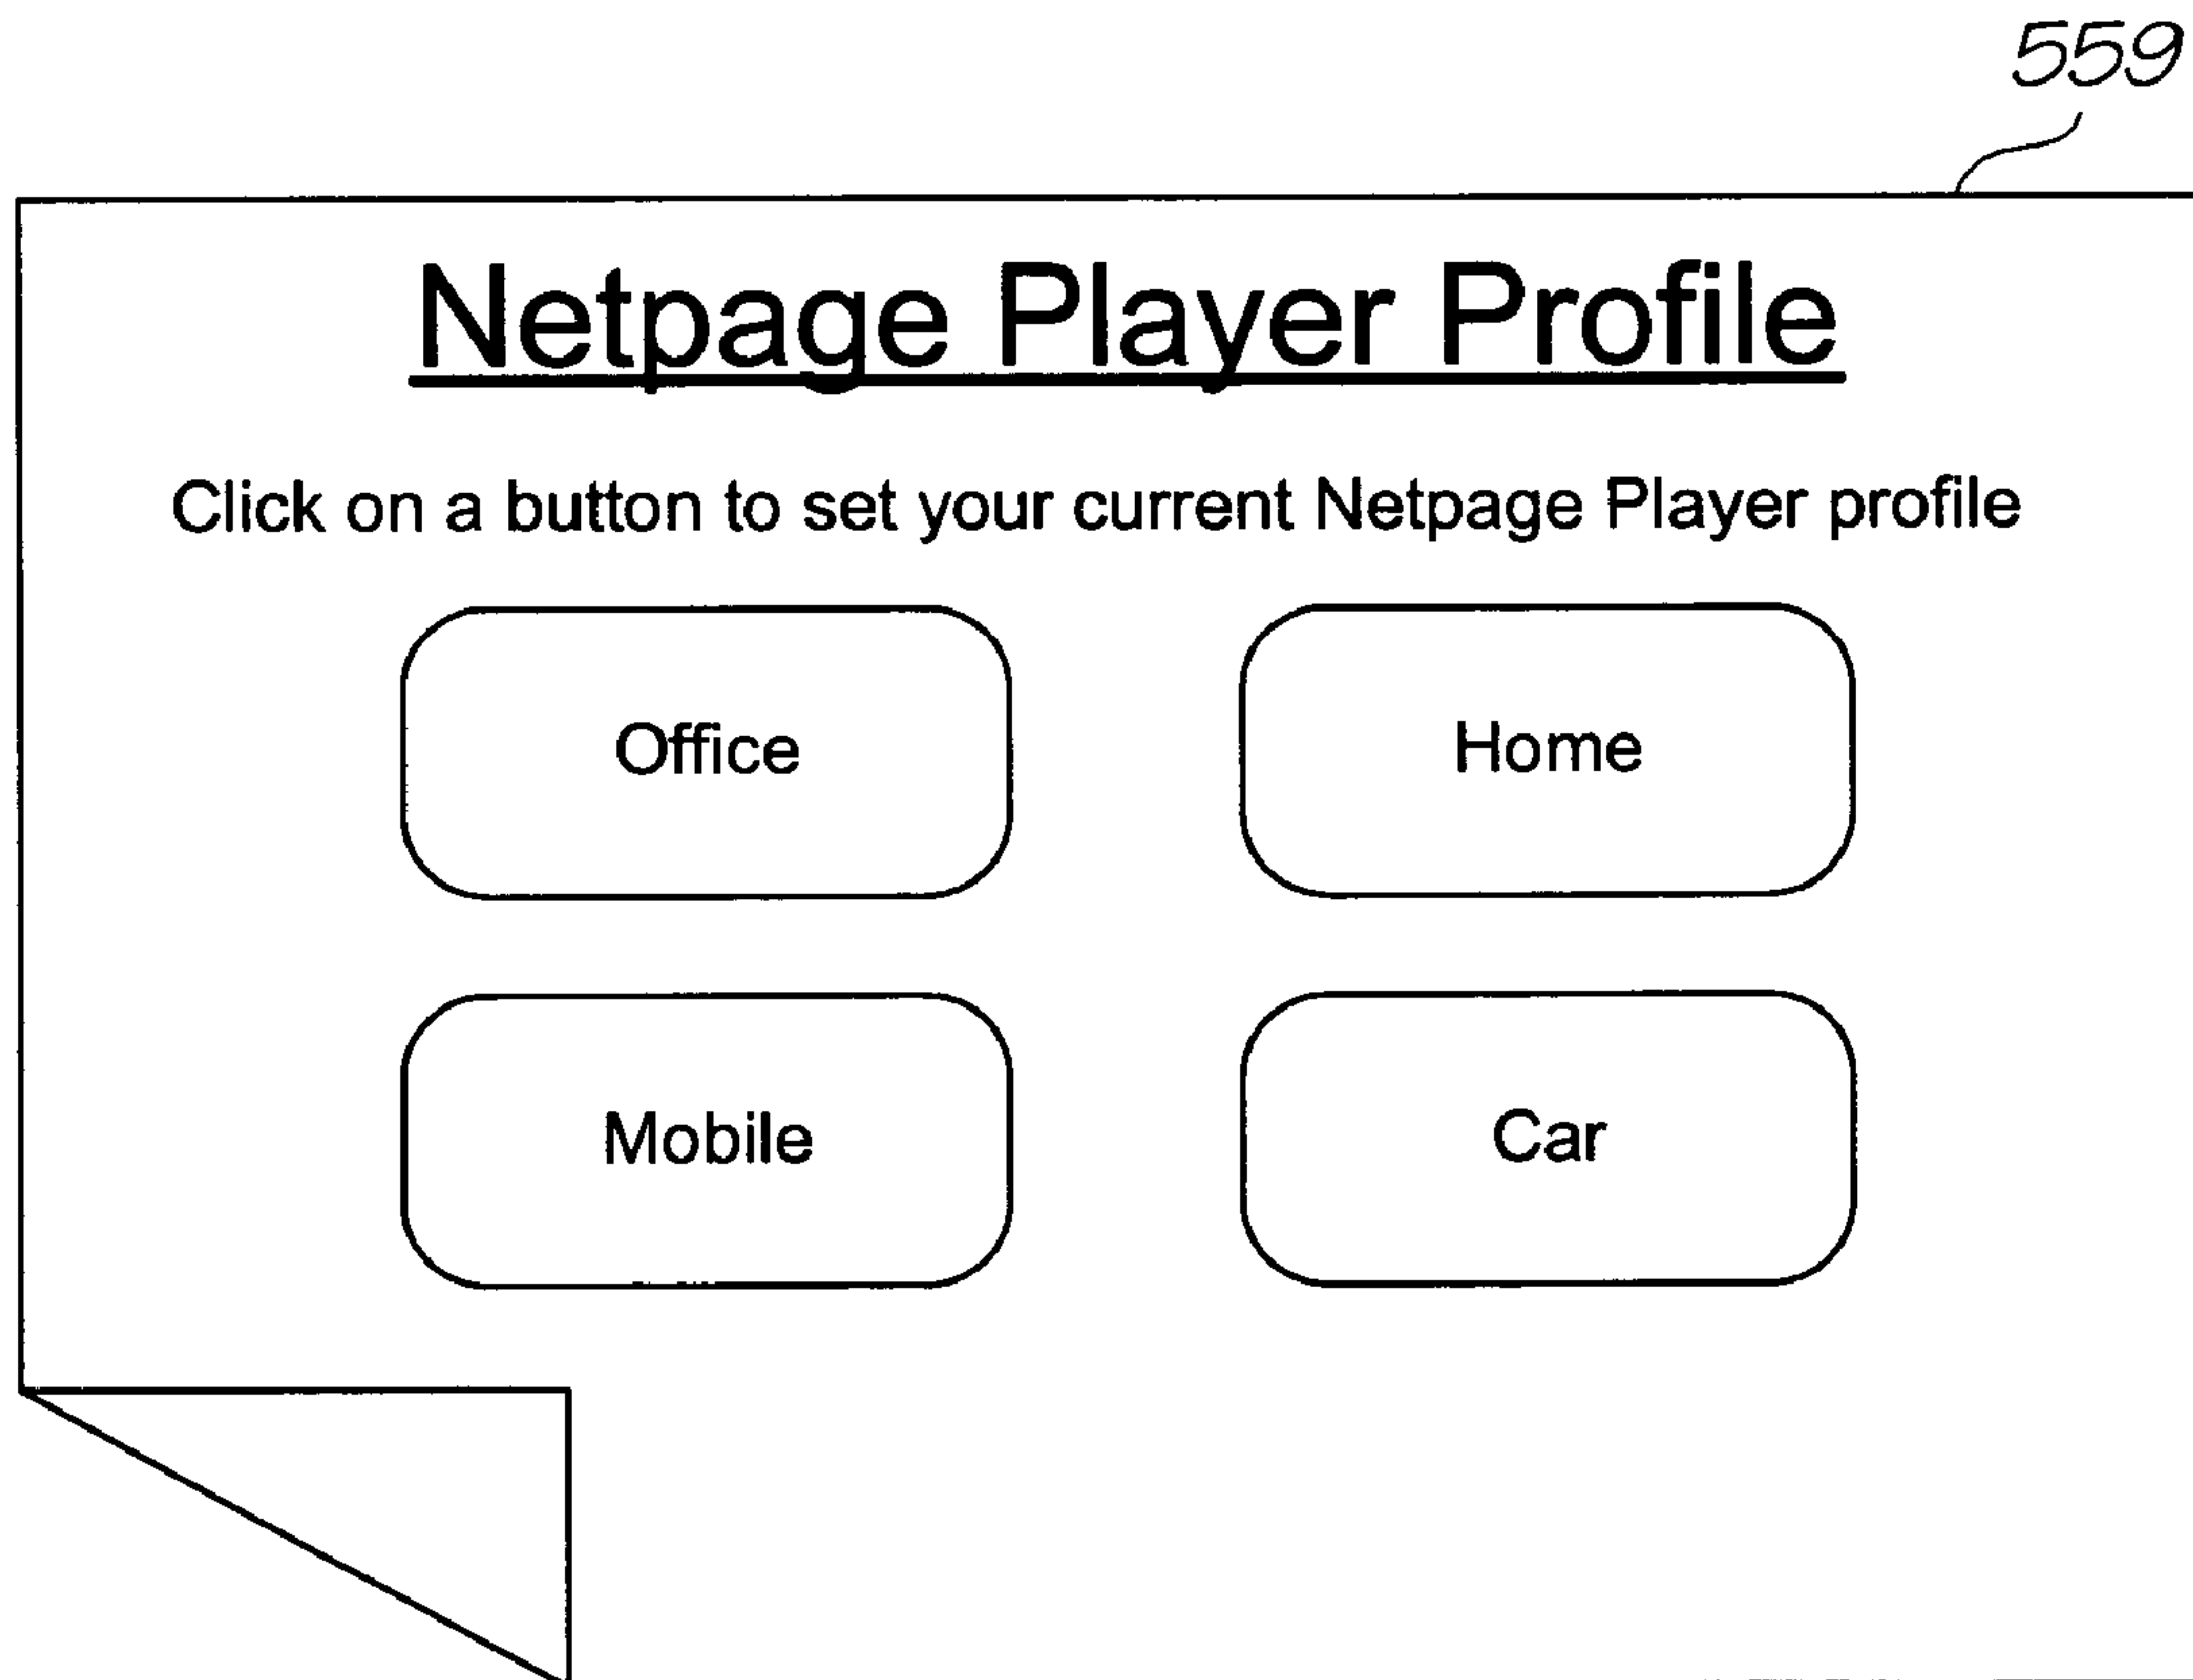 559
Netpage Player Profile
Click on a button to set your current Netpage Player profile
Office Home
Mobile Car